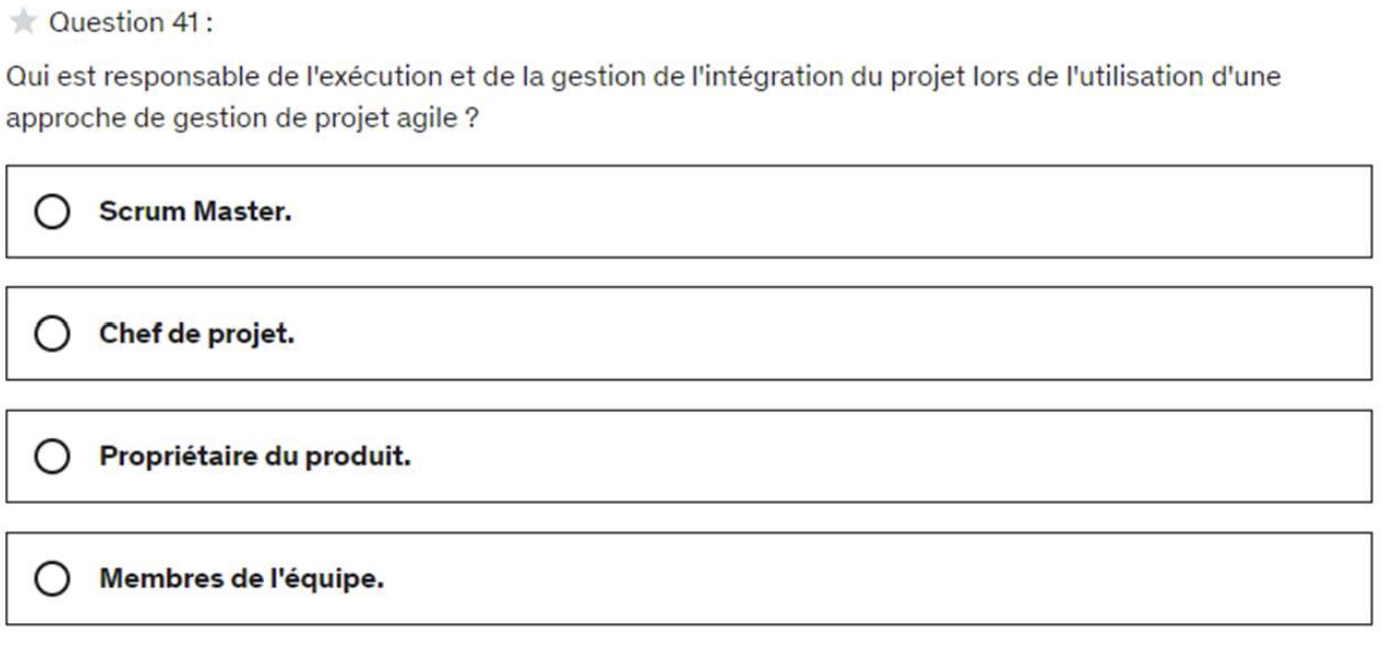 Question 41 :
Qui est responsable de l'exécution et de la gestion de l'intégration du projet lors de l'utilisation d'une
approche de gestion de projet agile ?
Scrum Master.
Chef de projet.
Propriétaire du produit.
Membres de l'équipe.